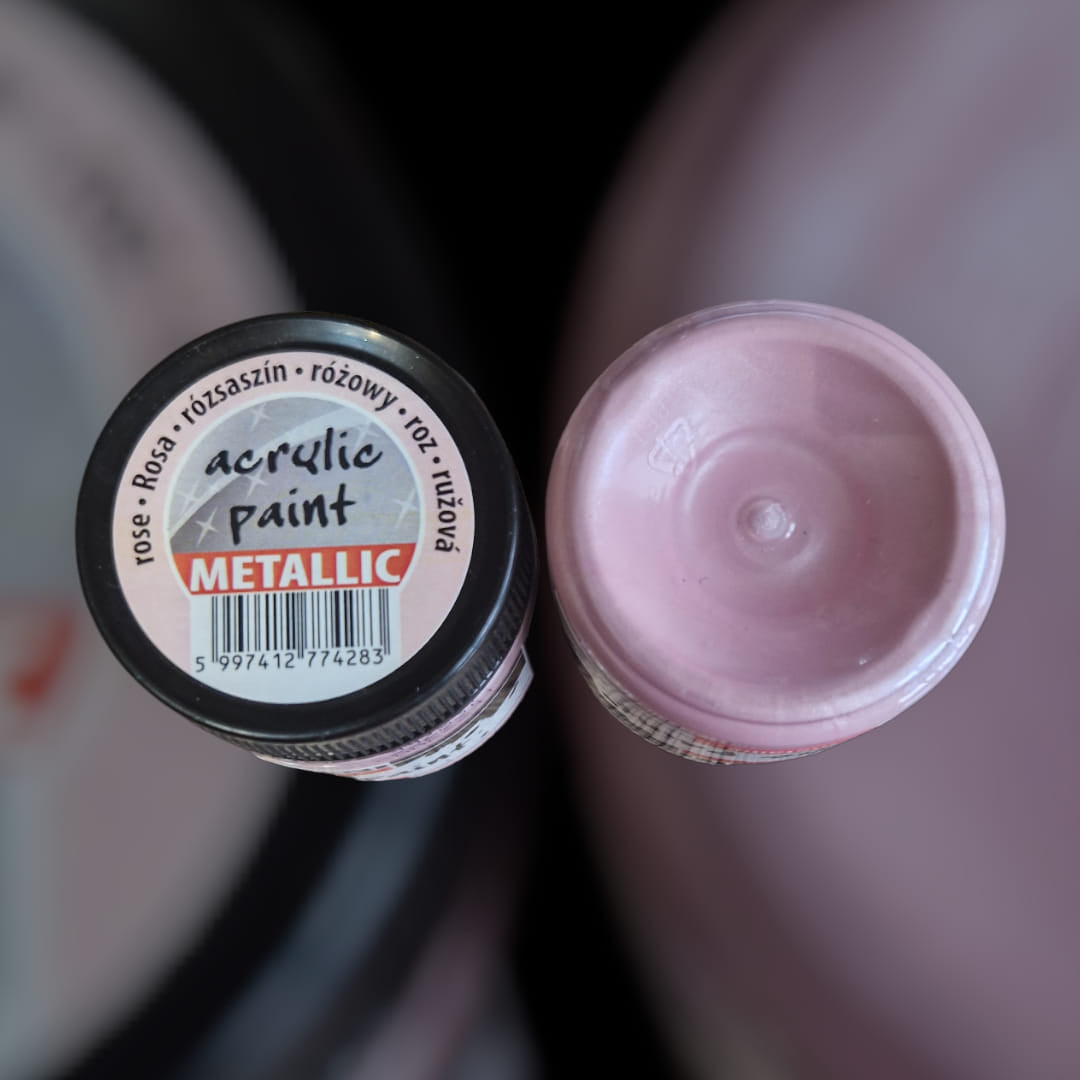 rose • Rosa • rózsaszín • różowy • roz • ružová
acrylic
paint
METALLIC
5 997412 774283